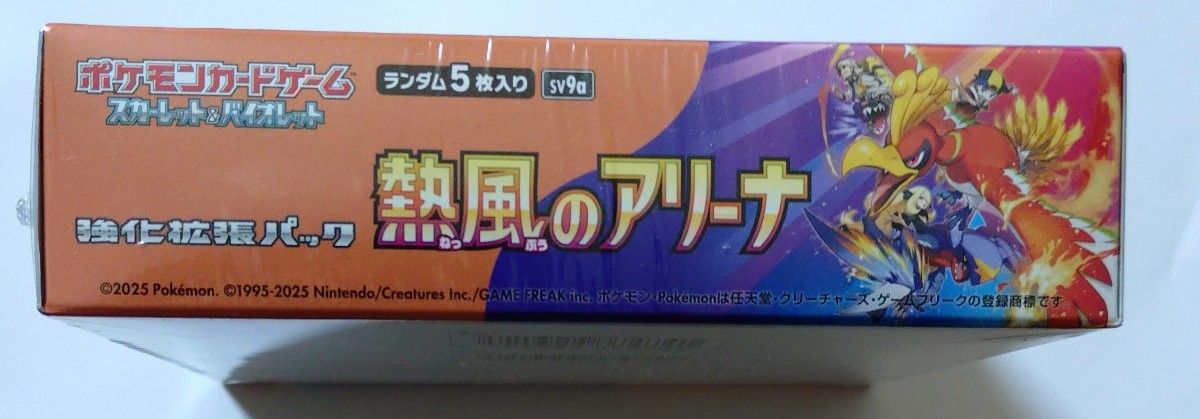 ポケモンカードゲーム
スカーレット&バイオレット
ランダム5枚入り
SV9a
強化拡張パック
熱風のアリーナ
ねっ ぷう
©2025 Pokémon. ©1995-2025 Nintendo/Creatures Inc./GAME FREAK inc. ポケモン・Pokémonは任天堂・クリーチャーズ・ゲームフリークの登録商標です。